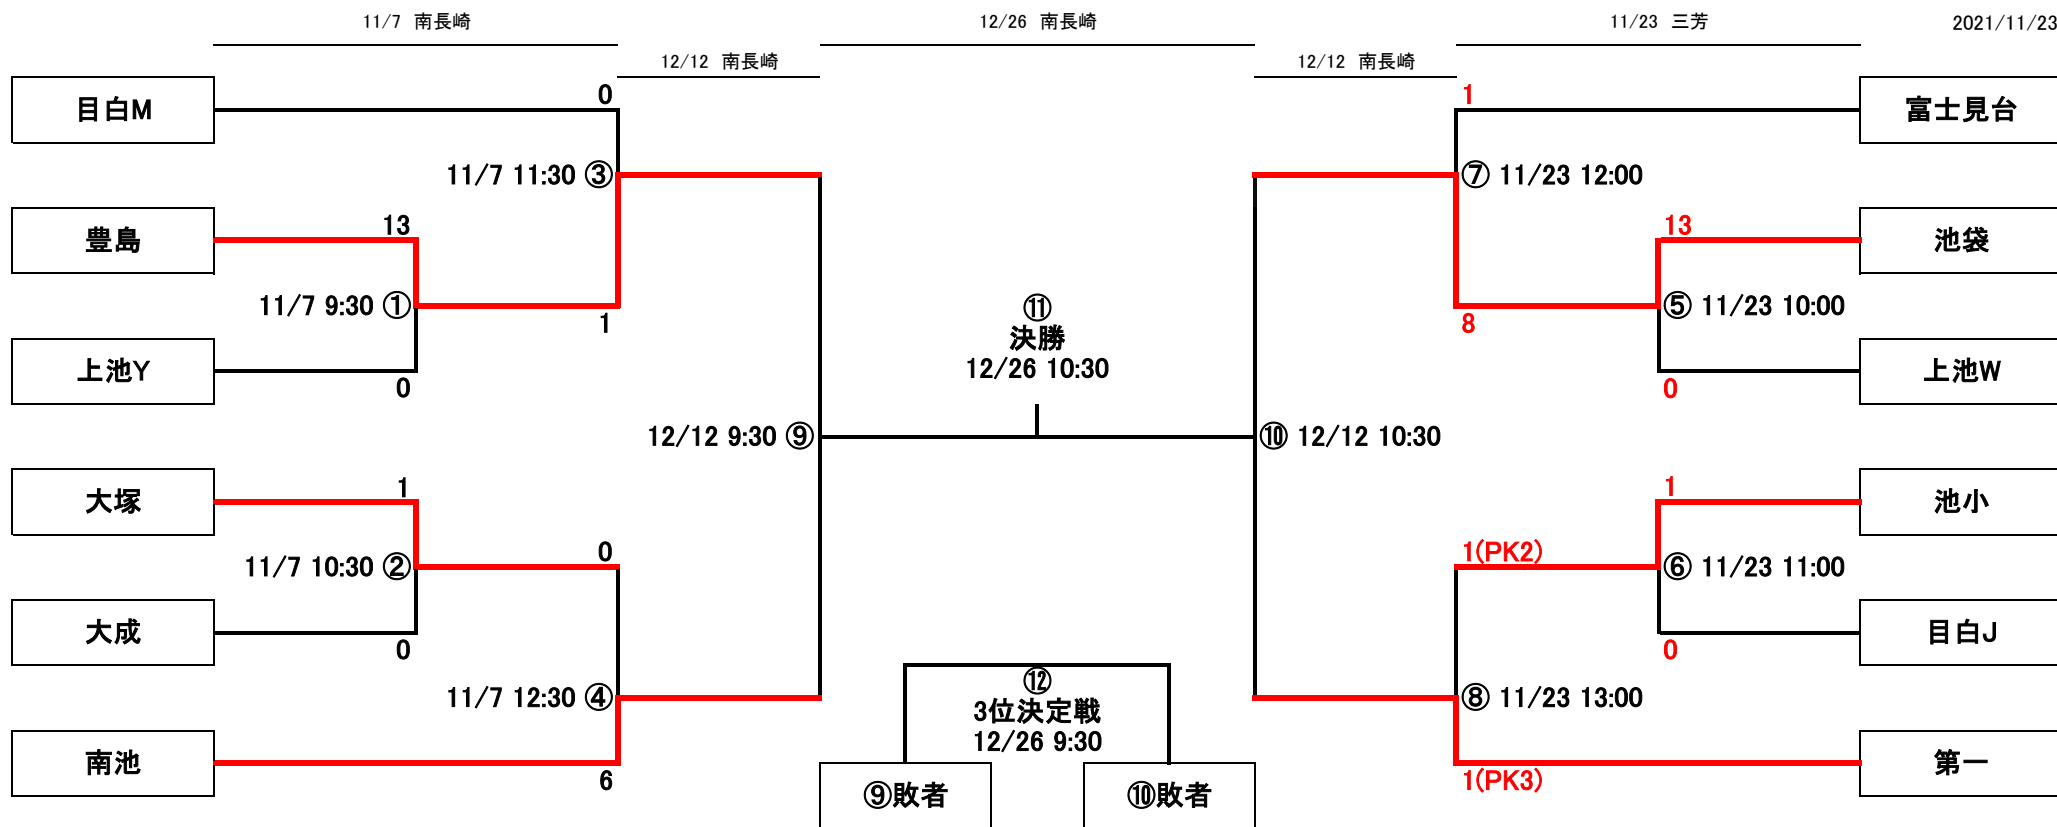 11/7 南長崎
12/26 南長崎
11/23 三芳
2021/11/23
12/12 南長崎
12/12 南長崎
目白M
0
1
富士見台
11/7 11:30 ③
⑦ 11/23 12:00
豊島
13
13
池袋
11/7 9:30 ①
⑤ 11/23 10:00
1
8
⑪
決勝
12/26 10:30
上池Y
0
0
上池W
12/12 9:30 ⑨
⑩ 12/12 10:30
大塚
1
1
池小
0
1(PK2)
11/7 10:30 ②
⑥ 11/23 11:00
大成
0
0
目白J
11/7 12:30 ④
⑧ 11/23 13:00
⑫
3位決定戦
12/26 9:30
南池
6
1(PK3)
第一
⑨敗者
⑩敗者